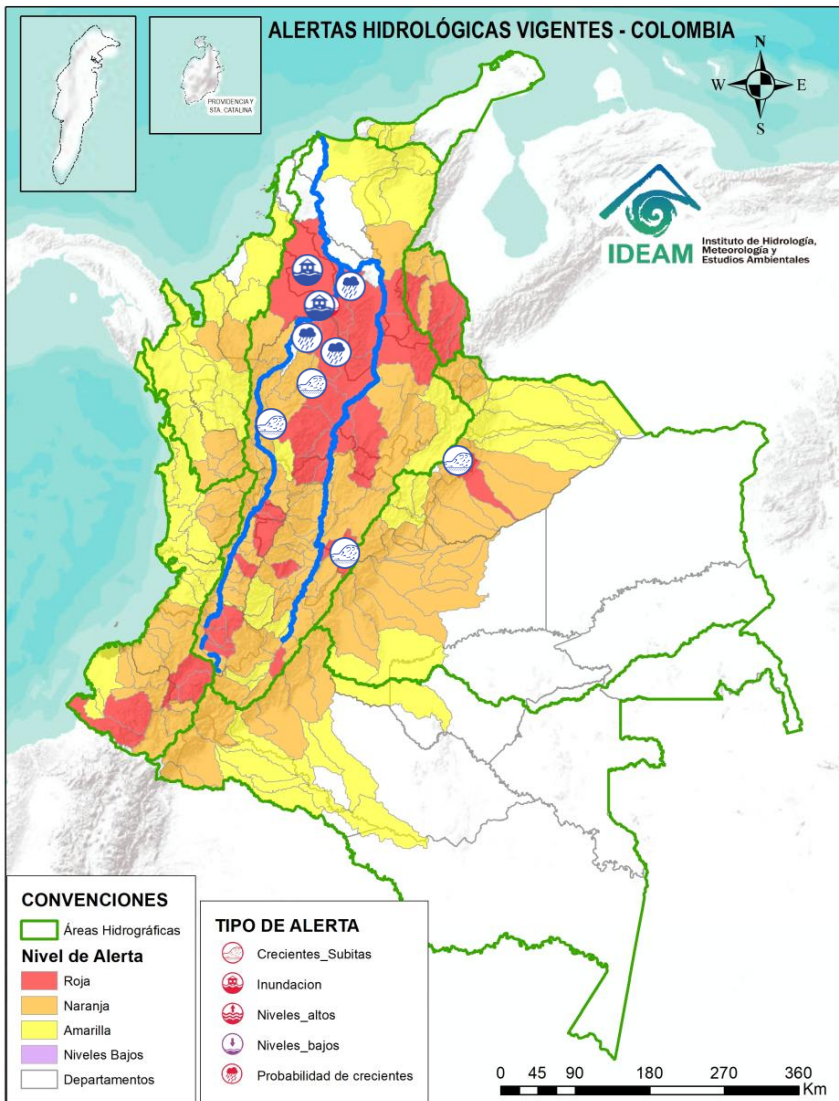 ALERTAS HIDROLÓGICAS VIGENTES - COLOMBIA
PROVIDENCIA Y
STA. CATALINA
N
W
E
S
IDEAM
Instituto de Hidrología,
Meteorología y
Estudios Ambientales
CONVENCIONES
Áreas Hidrográficas
Nivel de Alerta
Roja
Naranja
Amarilla
Niveles Bajos
Departamentos
TIPO DE ALERTA
Crecientes_Subitas
Inundacion
Niveles_altos
Niveles_bajos
Probabilidad de crecientes
0 45 90 180 270 360
Km